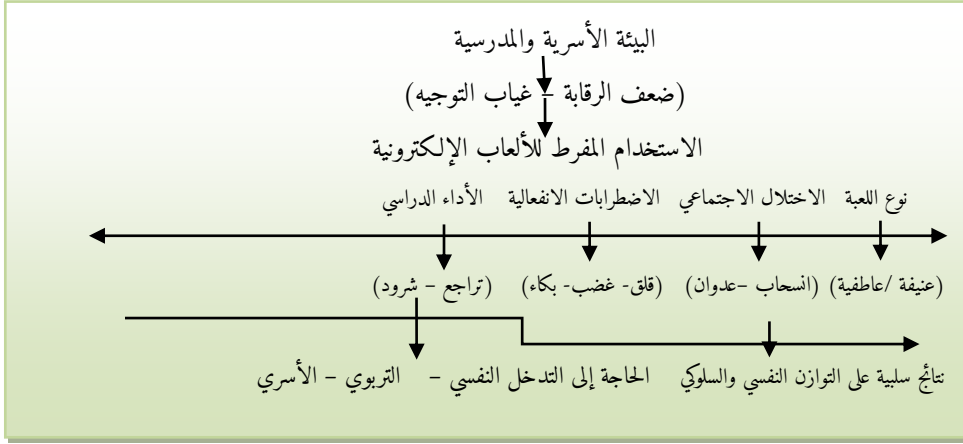 البيئة الأسرية والمدرسية
(ضعف الرقابة – غياب التوجيه)
الاستخدام المفرط للألعاب الإلكترونية
نوع اللعبة الاختلال الاجتماعي الاضطرابات الانفعالية الأداء الدراسي
(عنيفة /عاطفية) (انسحاب –عدوان) (قلق- غضب- بكاء) (تراجع – شرود)
نتائج سلبية على التوازن النفسي والسلوكي الحاجة إلى التدخل النفسي – التربوي – الأسري